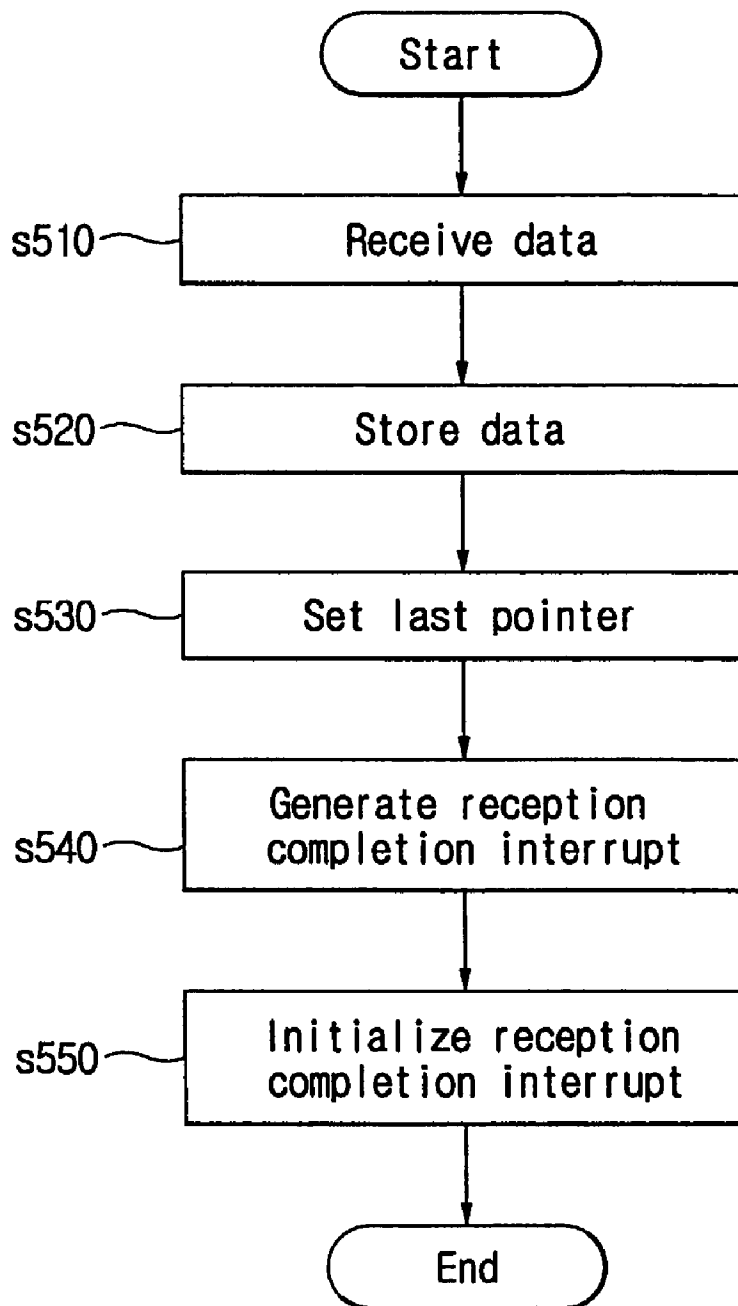 Start
s510
Receive data
s520
Store data
s530
Set last pointer
s540
Generate reception
completion interrupt
s550
Initialize reception
completion interrupt
End